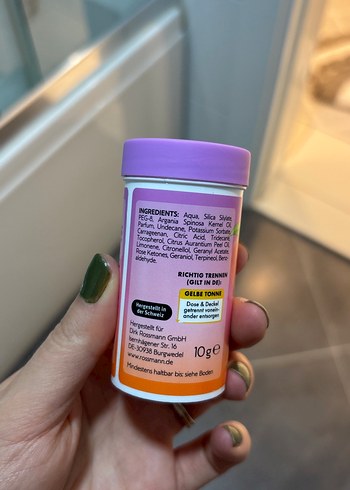 INGREDIENTS: Aqua, Silica Silylate,
PEG-8, Argania Spinosa Kernel Oil,
Parfum, Undecane, Potassium Sorbate,
Carrageenan, Citric Acid, Tridecane,
Tocopherol, Citrus Aurantium Peel Oil,
Limonene, Citronellol, Geranyl Acetate,
Rose Ketones, Geraniol, Terpineol, Benz-
aldehyde.
RICHTIG TRENNEN
(GILT IN DE):
GELBE TONNE
Dose & Deckel
getrennt vonein-
ander entsorgen
Hergestellt in
der Schweiz
Hergestellt für
Dirk Rossmann GmbH
Isernhägener Str. 16
DE-30938 Burgwedel
www.rossmann.de
10 g e
Mindestens haltbar bis: siehe Boden